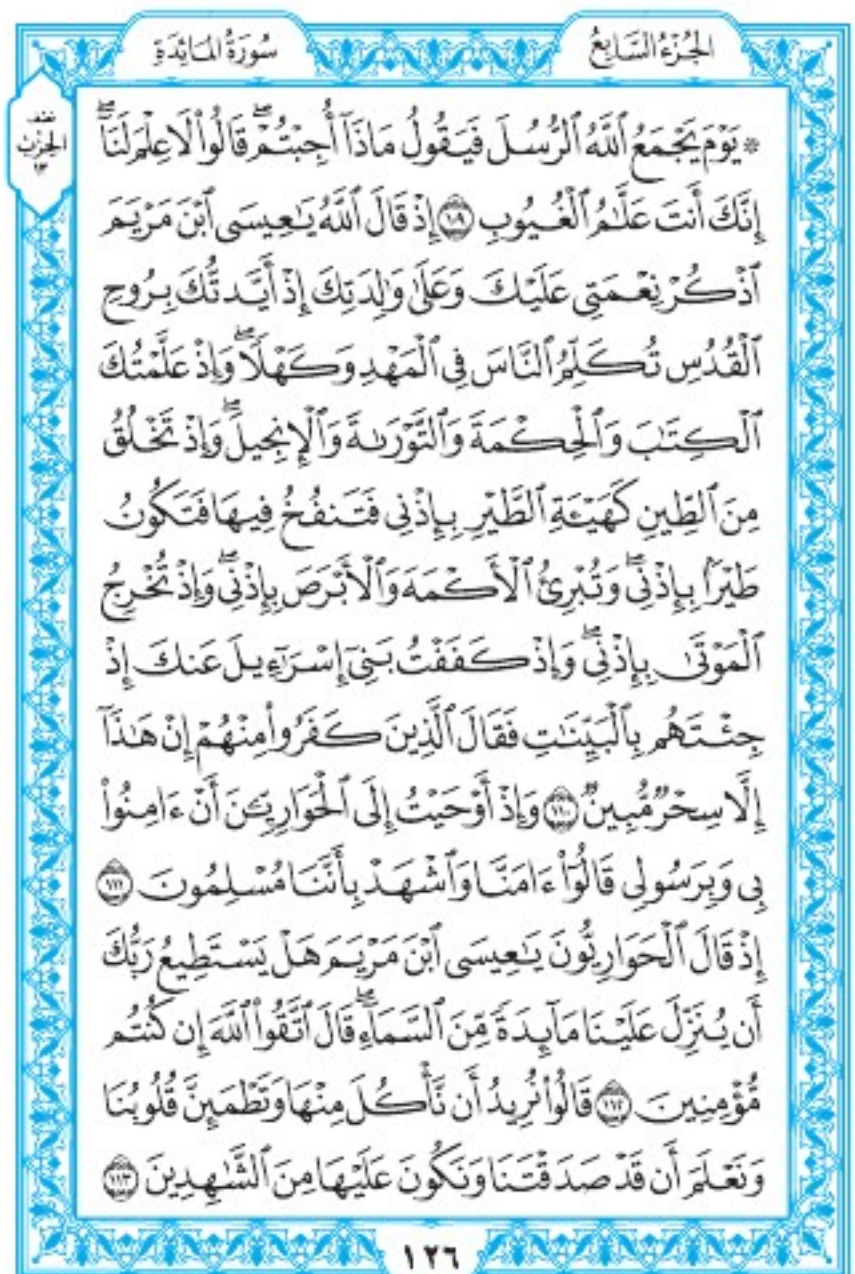 الجُزْءُ السَّابِعُ
سُورَةُ المَائِدَةِ
نصف
الحِزْبِ
١٣
۞ يَوْمَ يَجْمَعُ ٱللَّهُ ٱلرُّسُلَ فَيَقُولُ مَاذَآ أُجِبْتُمْۖ قَالُوا۟ لَا عِلْمَ لَنَآۖ
إِنَّكَ أَنتَ عَلَّٰمُ ٱلْغُيُوبِ ١٠٩ إِذْ قَالَ ٱللَّهُ يَٰعِيسَى ٱبْنَ مَرْيَمَ
ٱذْكُرْ نِعْمَتِى عَلَيْكَ وَعَلَىٰ وَٰلِدَتِكَ إِذْ أَيَّدتُّكَ بِرُوحِ
ٱلْقُدُسِ تُكَلِّمُ ٱلنَّاسَ فِى ٱلْمَهْدِ وَكَهْلًاۖ وَإِذْ عَلَّمْتُكَ
ٱلْكِتَٰبَ وَٱلْحِكْمَةَ وَٱلتَّوْرَىٰةَ وَٱلْإِنجِيلَۖ وَإِذْ تَخْلُقُ
مِنَ ٱلطِّينِ كَهَيْـَٔةِ ٱلطَّيْرِ بِإِذْنِى فَتَنفُخُ فِيهَا فَتَكُونُ
طَيْرًۢا بِإِذْنِىۖ وَتُبْرِئُ ٱلْأَكْمَهَ وَٱلْأَبْرَصَ بِإِذْنِىۖ وَإِذْ تُخْرِجُ
ٱلْمَوْتَىٰ بِإِذْنِىۖ وَإِذْ كَفَفْتُ بَنِىٓ إِسْرَٰٓءِيلَ عَنكَ إِذْ
جِئْتَهُم بِٱلْبَيِّنَٰتِ فَقَالَ ٱلَّذِينَ كَفَرُوا۟ مِنْهُمْ إِنْ هَٰذَآ
إِلَّا سِحْرٌ مُّبِينٌ ١١٠ وَإِذْ أَوْحَيْتُ إِلَى ٱلْحَوَارِيِّۦنَ أَنْ ءَامِنُوا۟
بِى وَبِرَسُولِى قَالُوٓا۟ ءَامَنَّا وَٱشْهَدْ بِأَنَّنَا مُسْلِمُونَ ١١١
إِذْ قَالَ ٱلْحَوَارِيُّونَ يَٰعِيسَى ٱبْنَ مَرْيَمَ هَلْ يَسْتَطِيعُ رَبُّكَ
أَن يُنَزِّلَ عَلَيْنَا مَآئِدَةً مِّنَ ٱلسَّمَآءِۖ قَالَ ٱتَّقُوا۟ ٱللَّهَ إِن كُنتُم
مُّؤْمِنِينَ ١١٢ قَالُوا۟ نُرِيدُ أَن نَّأْكُلَ مِنْهَا وَتَطْمَئِنَّ قُلُوبُنَا
وَنَعْلَمَ أَن قَدْ صَدَقْتَنَا وَنَكُونَ عَلَيْهَا مِنَ ٱلشَّٰهِدِينَ ١١٣
١٢٦